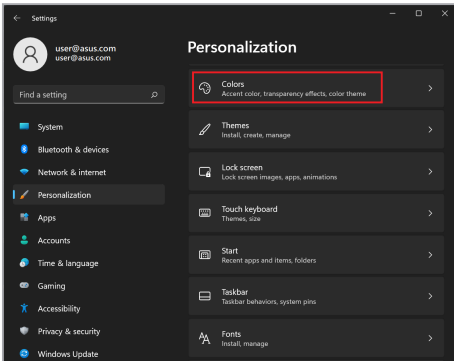 Settings
user@asus.com
user@asus.com
Find a setting
System
Bluetooth & devices
Network & internet
Personalization
Apps
Accounts
Time & language
Gaming
Accessibility
Privacy & security
Windows Update
Personalization
Colors
Accent color, transparency effects, color theme
Themes
Install, create, manage
Lock screen
Lock screen images, apps, animations
Touch keyboard
Themes, size
Start
Recent apps and items, folders
Taskbar
Taskbar behaviors, system pins
Fonts
Install, manage